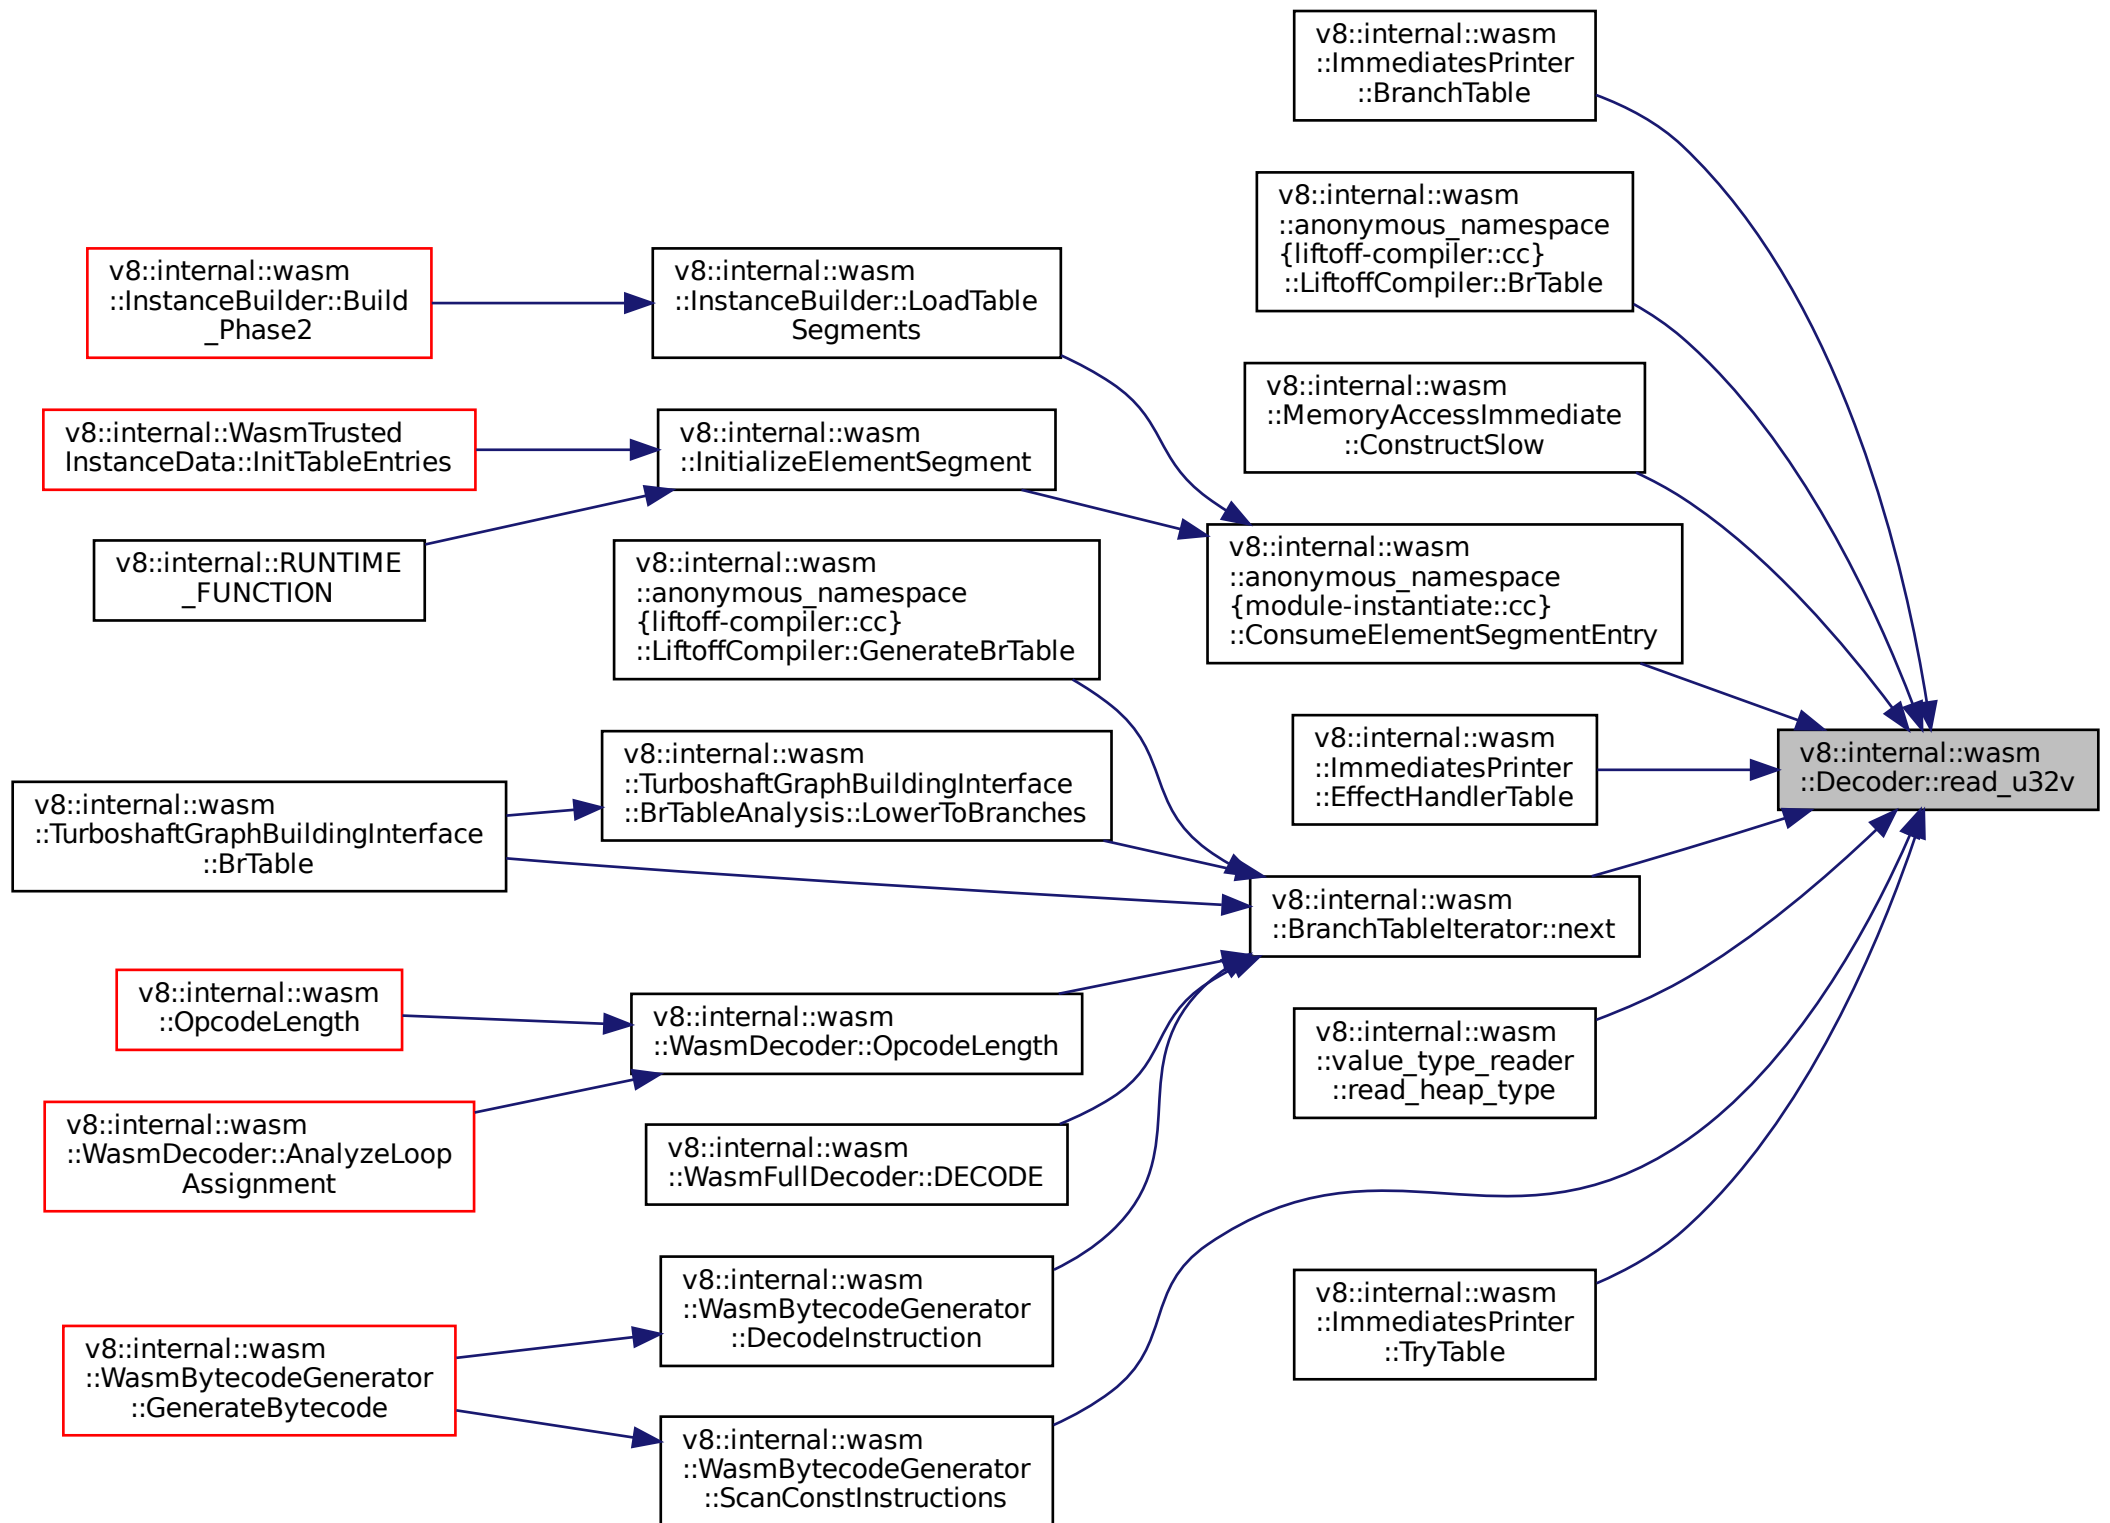 v8::internal::wasm
::ImmediatesPrinter
::BranchTable
v8::internal::wasm
::anonymous_namespace
{liftoff-compiler::cc}
::LiftoffCompiler::BrTable
v8::internal::wasm
::InstanceBuilder::Build
_Phase2
v8::internal::wasm
::InstanceBuilder::LoadTable
Segments
v8::internal::wasm
::MemoryAccessImmediate
::ConstructSlow
v8::internal::WasmTrusted
InstanceData::InitTableEntries
v8::internal::wasm
::InitializeElementSegment
v8::internal::RUNTIME
_FUNCTION
v8::internal::wasm
::anonymous_namespace
{liftoff-compiler::cc}
::LiftoffCompiler::GenerateBrTable
v8::internal::wasm
::anonymous_namespace
{module-instantiate::cc}
::ConsumeElementSegmentEntry
v8::internal::wasm
::ImmediatesPrinter
::EffectHandlerTable
v8::internal::wasm
::Decoder::read_u32v
v8::internal::wasm
::TurboshaftGraphBuildingInterface
::BrTable
v8::internal::wasm
::TurboshaftGraphBuildingInterface
::BrTableAnalysis::LowerToBranches
v8::internal::wasm
::BranchTableIterator::next
v8::internal::wasm
::OpcodeLength
v8::internal::wasm
::WasmDecoder::OpcodeLength
v8::internal::wasm
::value_type_reader
::read_heap_type
v8::internal::wasm
::WasmDecoder::AnalyzeLoop
Assignment
v8::internal::wasm
::WasmFullDecoder::DECODE
v8::internal::wasm
::WasmBytecodeGenerator
::DecodeInstruction
v8::internal::wasm
::ImmediatesPrinter
::TryTable
v8::internal::wasm
::WasmBytecodeGenerator
::GenerateBytecode
v8::internal::wasm
::WasmBytecodeGenerator
::ScanConstInstructions